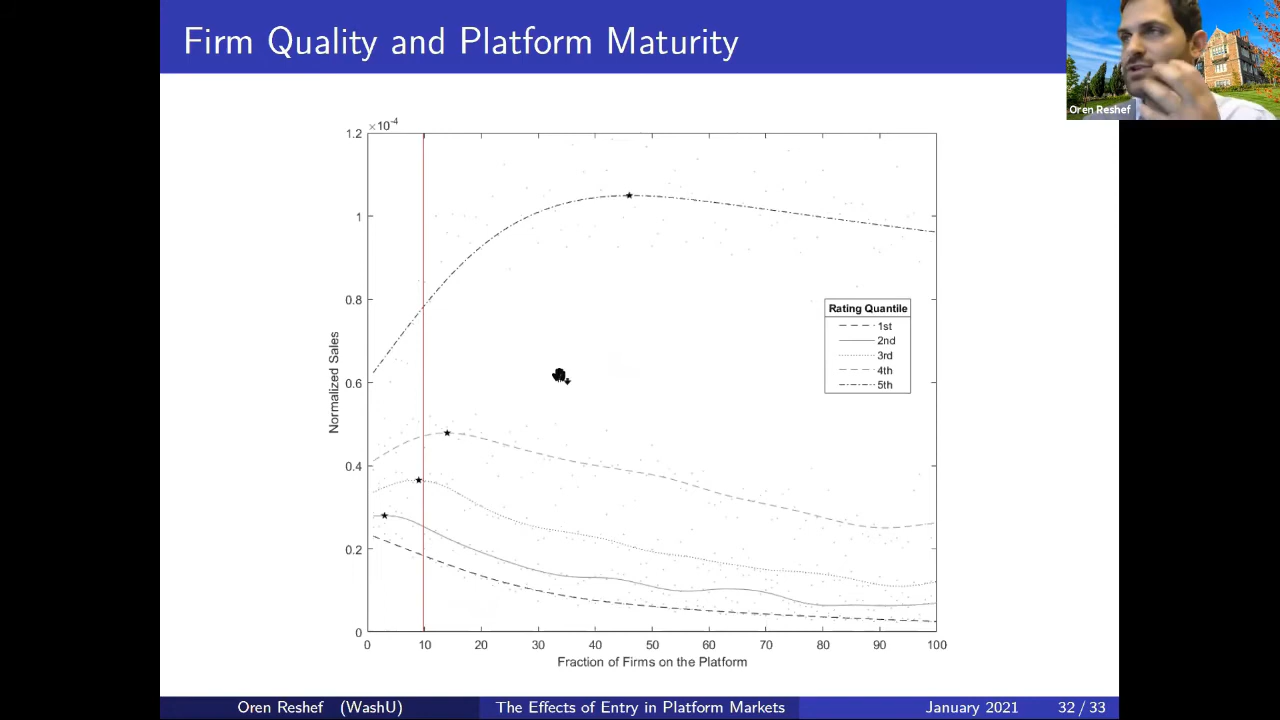 Firm Quality and Platform Maturity
Oren Reshef
×10-4
1.2
1
0.8
0.6
0.4
0.2
0
Normalized Sales
Rating Quantile
1st
2nd
3rd
4th
5th
0 10 20 30 40 50 60 70 80 90 100
Fraction of Firms on the Platform
Oren Reshef (WashU) The Effects of Entry in Platform Markets January 2021 32 / 33